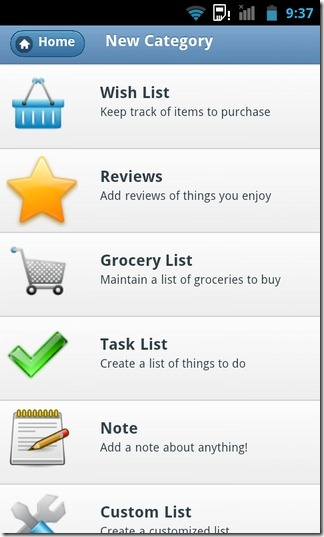 9:37
Home
New Category
Wish List
Keep track of items to purchase
Reviews
Add reviews of things you enjoy
Grocery List
Maintain a list of groceries to buy
Task List
Create a list of things to do
Note
Add a note about anything!
Custom List
Create a customized list